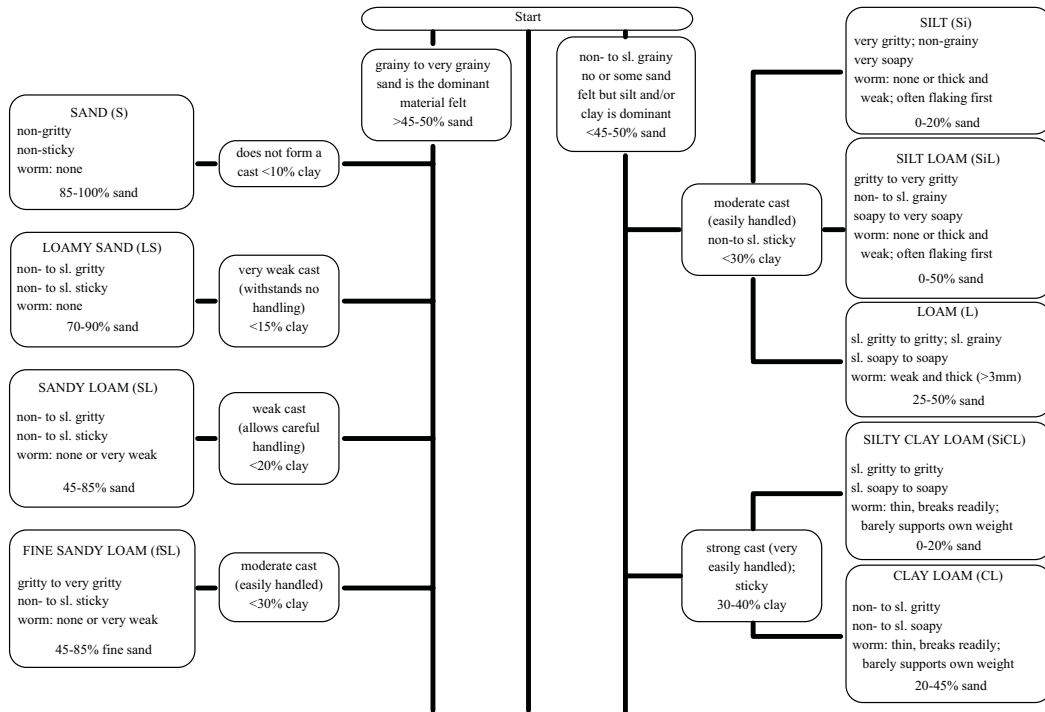 Start
grainy to very grainy
sand is the dominant
material felt
>45-50% sand
non- to sl. grainy
no or some sand
felt but silt and/or
clay is dominant
<45-50% sand
SAND (S)
non-gritty
non-sticky
worm: none
85-100% sand
does not form a
cast <10% clay
LOAMY SAND (LS)
non- to sl. gritty
non- to sl. sticky
worm: none
70-90% sand
very weak cast
(withstands no
handling)
<15% clay
SANDY LOAM (SL)
non- to sl. gritty
non- to sl. sticky
worm: none or very weak
45-85% sand
weak cast
(allows careful
handling)
<20% clay
FINE SANDY LOAM (fSL)
gritty to very gritty
non- to sl. sticky
worm: none or very weak
45-85% fine sand
moderate cast
(easily handled)
<30% clay
moderate cast
(easily handled)
non-to sl. sticky
<30% clay
SILT (Si)
very gritty; non-grainy
very soapy
worm: none or thick and
weak; often flaking first
0-20% sand
SILT LOAM (SiL)
gritty to very gritty
non- to sl. grainy
soapy to very soapy
worm: none or thick and
weak; often flaking first
0-50% sand
LOAM (L)
sl. gritty to gritty; sl. grainy
sl. soapy to soapy
worm: weak and thick (>3mm)
25-50% sand
strong cast (very
easily handled);
sticky
30-40% clay
SILTY CLAY LOAM (SiCL)
sl. gritty to gritty
sl. soapy to soapy
worm: thin, breaks readily;
barely supports own weight
0-20% sand
CLAY LOAM (CL)
non- to sl. gritty
non- to sl. soapy
worm: thin, breaks readily;
barely supports own weight
20-45% sand